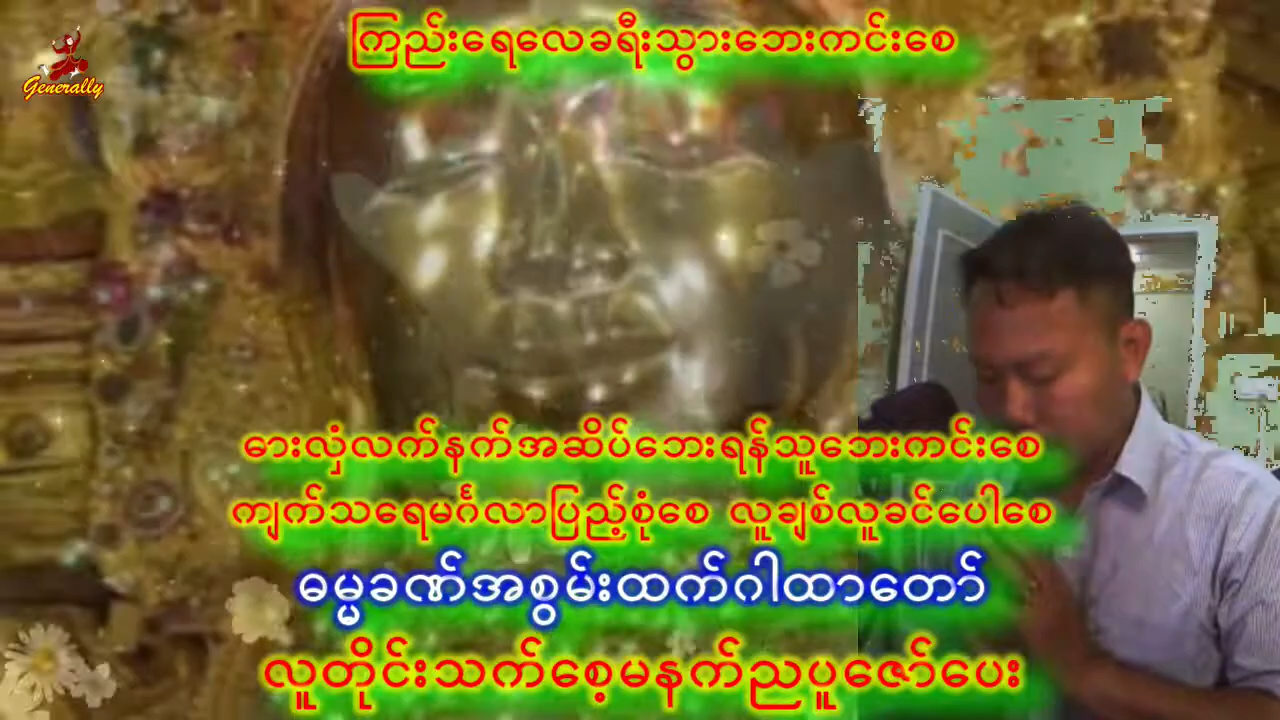 Generally
ကြည်းရေလေခရီးသွားဘေးကင်းစေ
ဓားလှံလက်နက်အဆိပ်ဘေးရန်သူဘေးကင်းစေ
ကျက်သရေမင်္ဂလာပြည့်စုံစေ လူချစ်လူခင်ပေါစေ
ဓမ္မခဏ်အစွမ်းထက်ဂါထာတော်
လူတိုင်းသက်စေ့မနက်ညပူဇော်ပေး